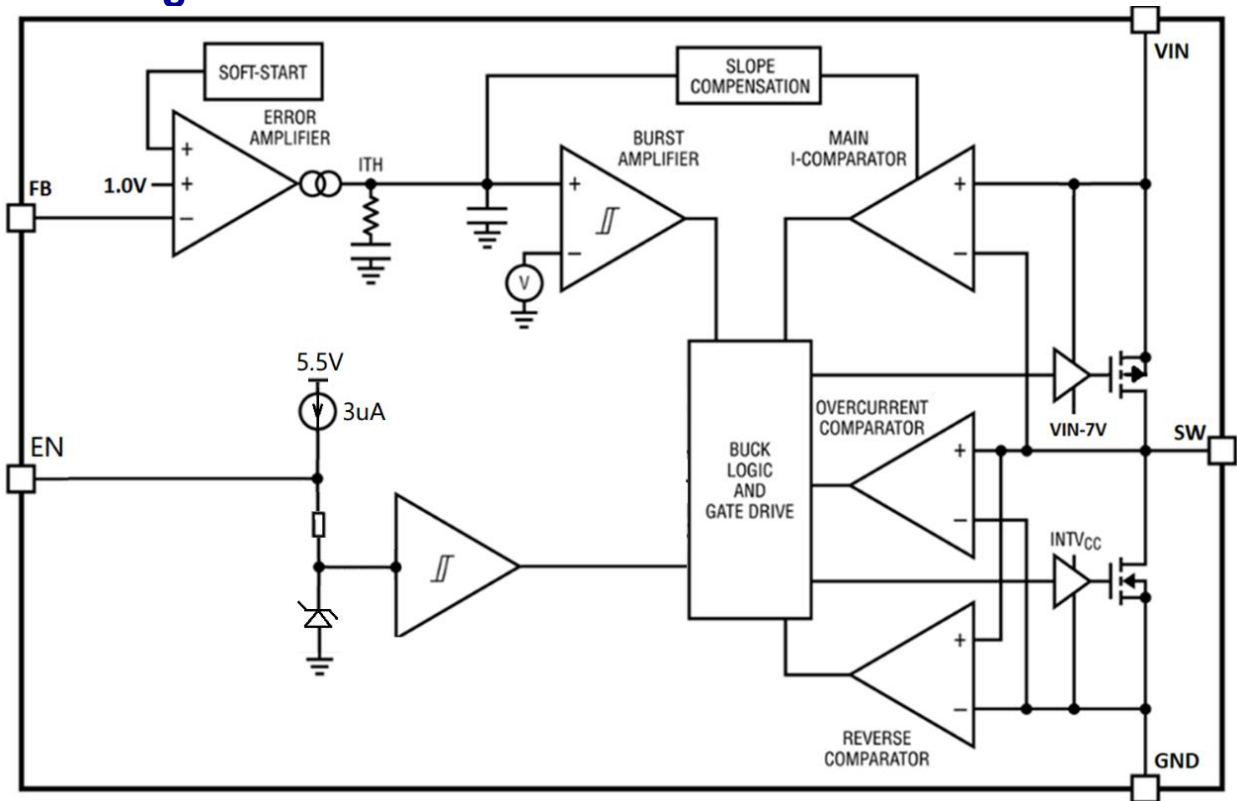 VIN
SOFT-START
SLOPE
COMPENSATION
ERROR
AMPLIFIER
BURST
AMPLIFIER
MAIN
I-COMPARATOR
ITH
+
1.0V
+
−
FB
+
−
V
+
−
5.5V
3uA
EN
OVERCURRENT
COMPARATOR
VIN-7V
SW
BUCK
LOGIC
AND
GATE DRIVE
+
−
INTVCC
+
−
REVERSE
COMPARATOR
GND